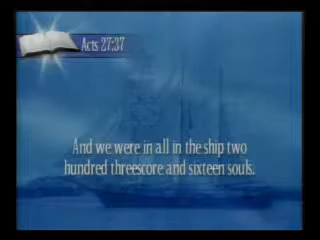 Acts 27:37
And we were in all in the ship two
hundred threescore and sixteen souls.